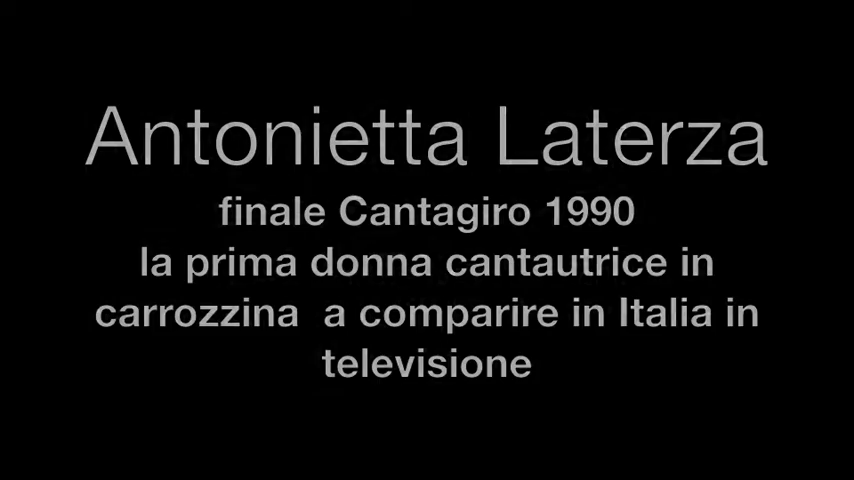 Antonietta Laterza
finale Cantagiro 1990
la prima donna cantautrice in
carrozzina  a comparire in Italia in
televisione